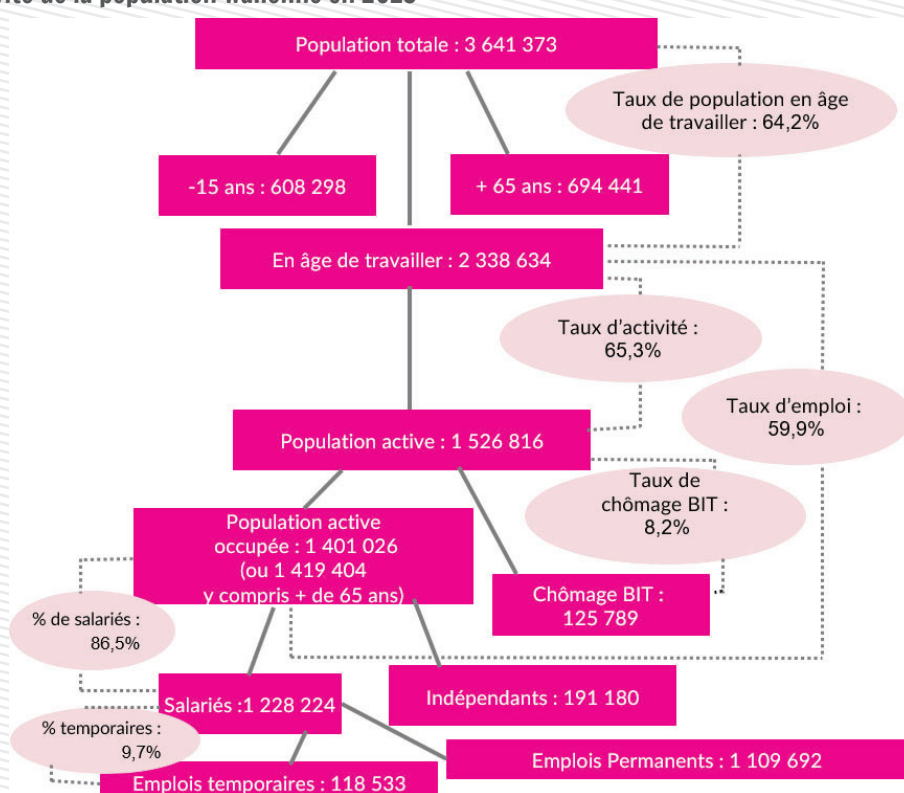 Population totale : 3 641 373
Taux de population en âge
de travailler : 64,2%
-15 ans : 608 298
+ 65 ans : 694 441
En âge de travailler : 2 338 634
Taux d'activité :
65,3%
Taux d'emploi :
59,9%
Population active : 1 526 816
Taux de
chômage BIT :
8,2%
Population active
occupée : 1 401 026
(ou 1 419 404
y compris + de 65 ans)
Chômage BIT :
125 789
% de salariés :
86,5%
Salariés :1 228 224
Indépendants : 191 180
% temporaires :
9,7%
Emplois Permanents : 1 109 692
Emplois temporaires : 118 533